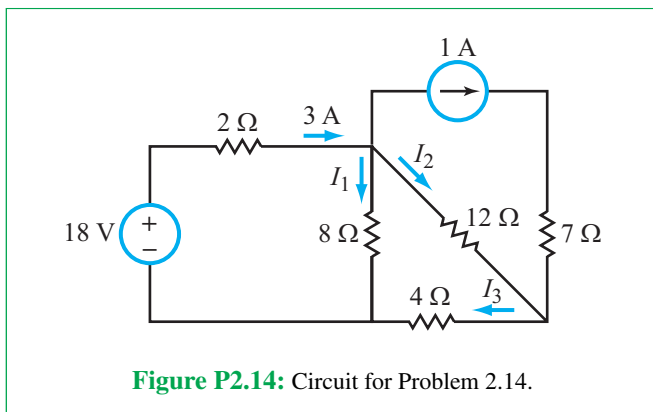 1 A
2 Ω
3 A
I₁
I₂
18 V
+
−
8 Ω
12 Ω
7 Ω
4 Ω
I₃
Figure P2.14: Circuit for Problem 2.14.